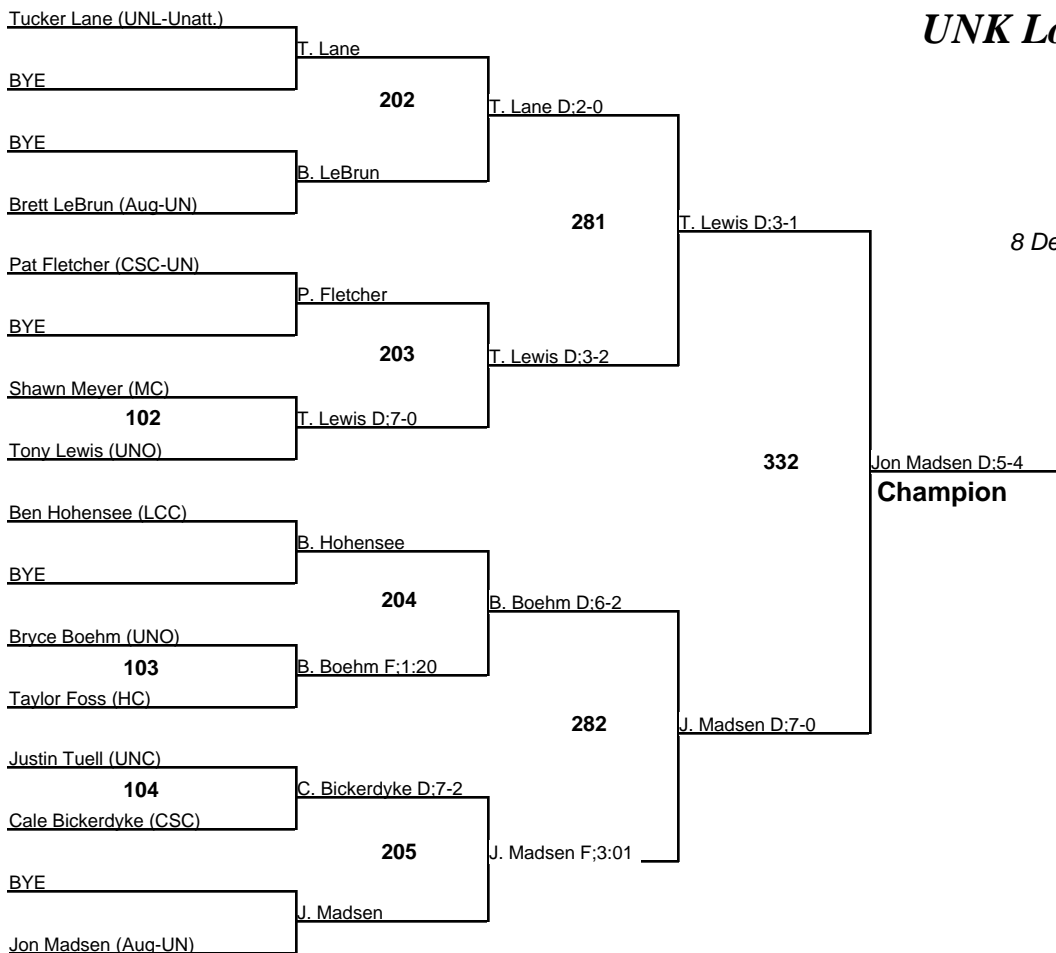 Tucker Lane (UNL-Unatt.)
UNK Lo
T. Lane
BYE
202
T. Lane D;2-0
BYE
B. LeBrun
Brett LeBrun (Aug-UN)
281
T. Lewis D;3-1
8 De
Pat Fletcher (CSC-UN)
P. Fletcher
BYE
203
T. Lewis D;3-2
Shawn Meyer (MC)
102
T. Lewis D;7-0
Tony Lewis (UNO)
332
Jon Madsen D;5-4
Champion
Ben Hohensee (LCC)
B. Hohensee
BYE
204
B. Boehm D;6-2
Bryce Boehm (UNO)
103
B. Boehm F;1:20
Taylor Foss (HC)
282
J. Madsen D;7-0
Justin Tuell (UNC)
104
C. Bickerdyke D;7-2
Cale Bickerdyke (CSC)
205
J. Madsen F;3:01
BYE
J. Madsen
Jon Madsen (Aug-UN)